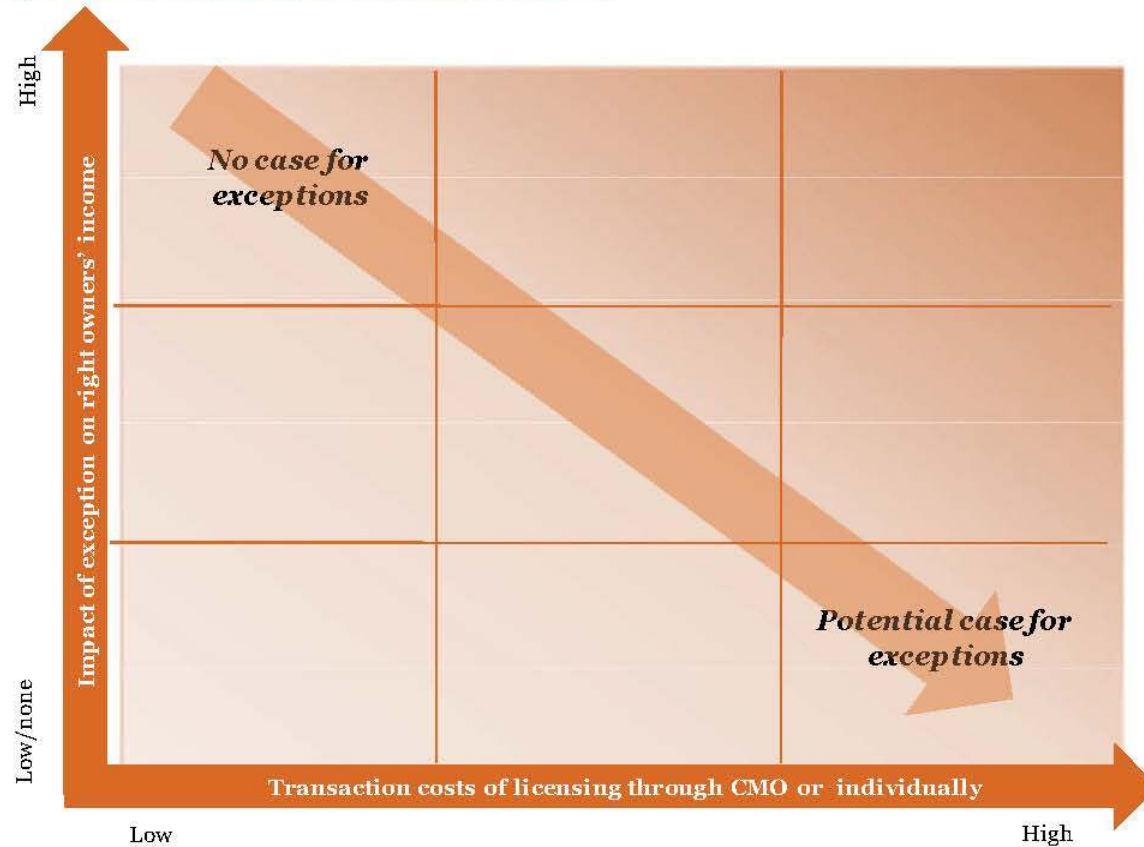 High
Impact of exception on right owners' income
No case for
exceptions
Potential case for
exceptions
Low/none
Transaction costs of licensing through CMO or individually
Low
High